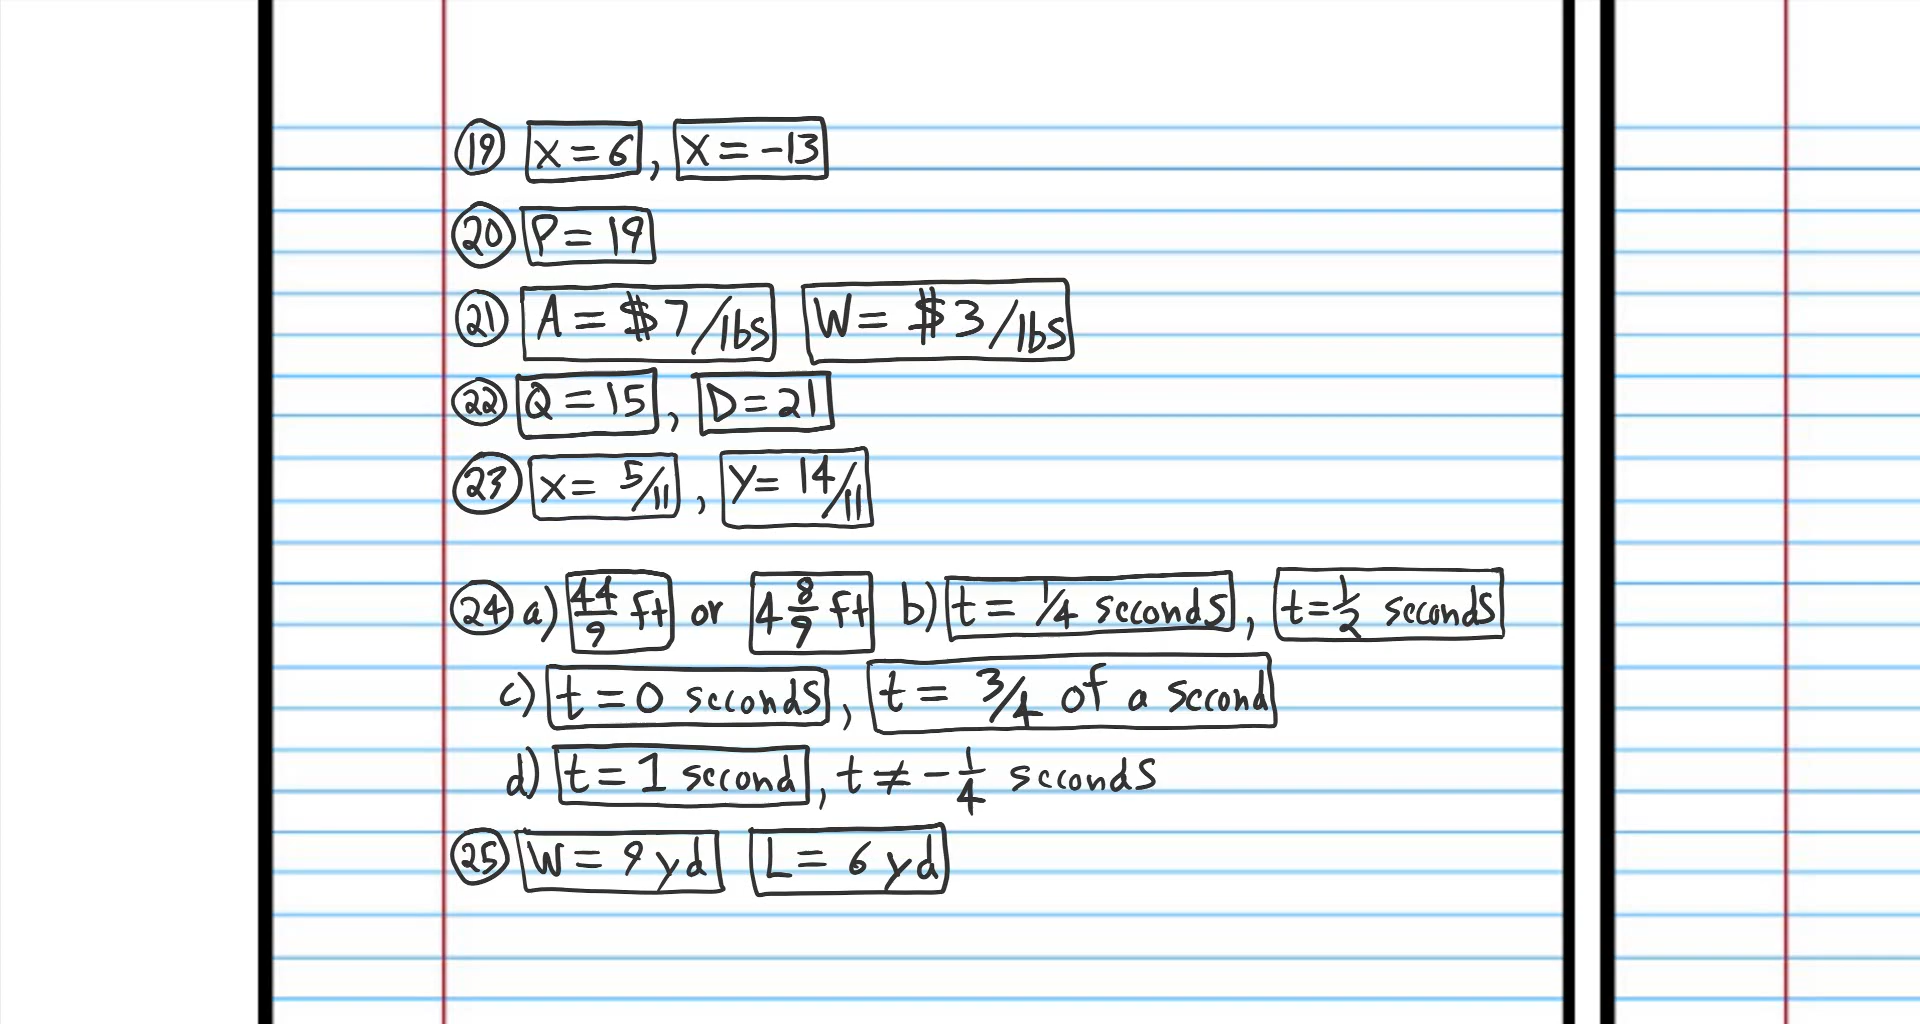 19 x = 6, x = -13
20 P = 19
21 A = $7/lbs W = $3/lbs
22 Q = 15, D = 21
23 x = 5/11, y = 14/11
24 a) 44/9 ft or 4 8/9 ft b) t = 1/4 seconds, t = 1/2 seconds
c) t = 0 seconds, t = 3/4 of a second
d) t = 1 second, t ≠ -1/4 seconds
25 W = 9 yd L = 6 yd